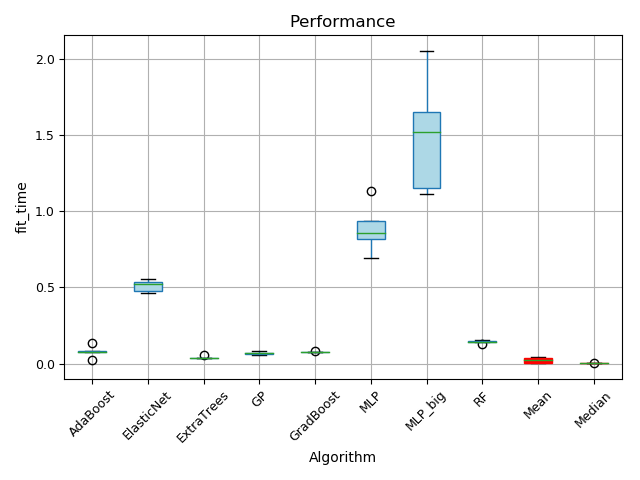 Performance
2.0
1.5
1.0
0.5
0.0
fit_time
AdaBoost
ElasticNet
ExtraTrees
GP
GradBoost
MLP
MLP_big
RF
Mean
Median
Algorithm